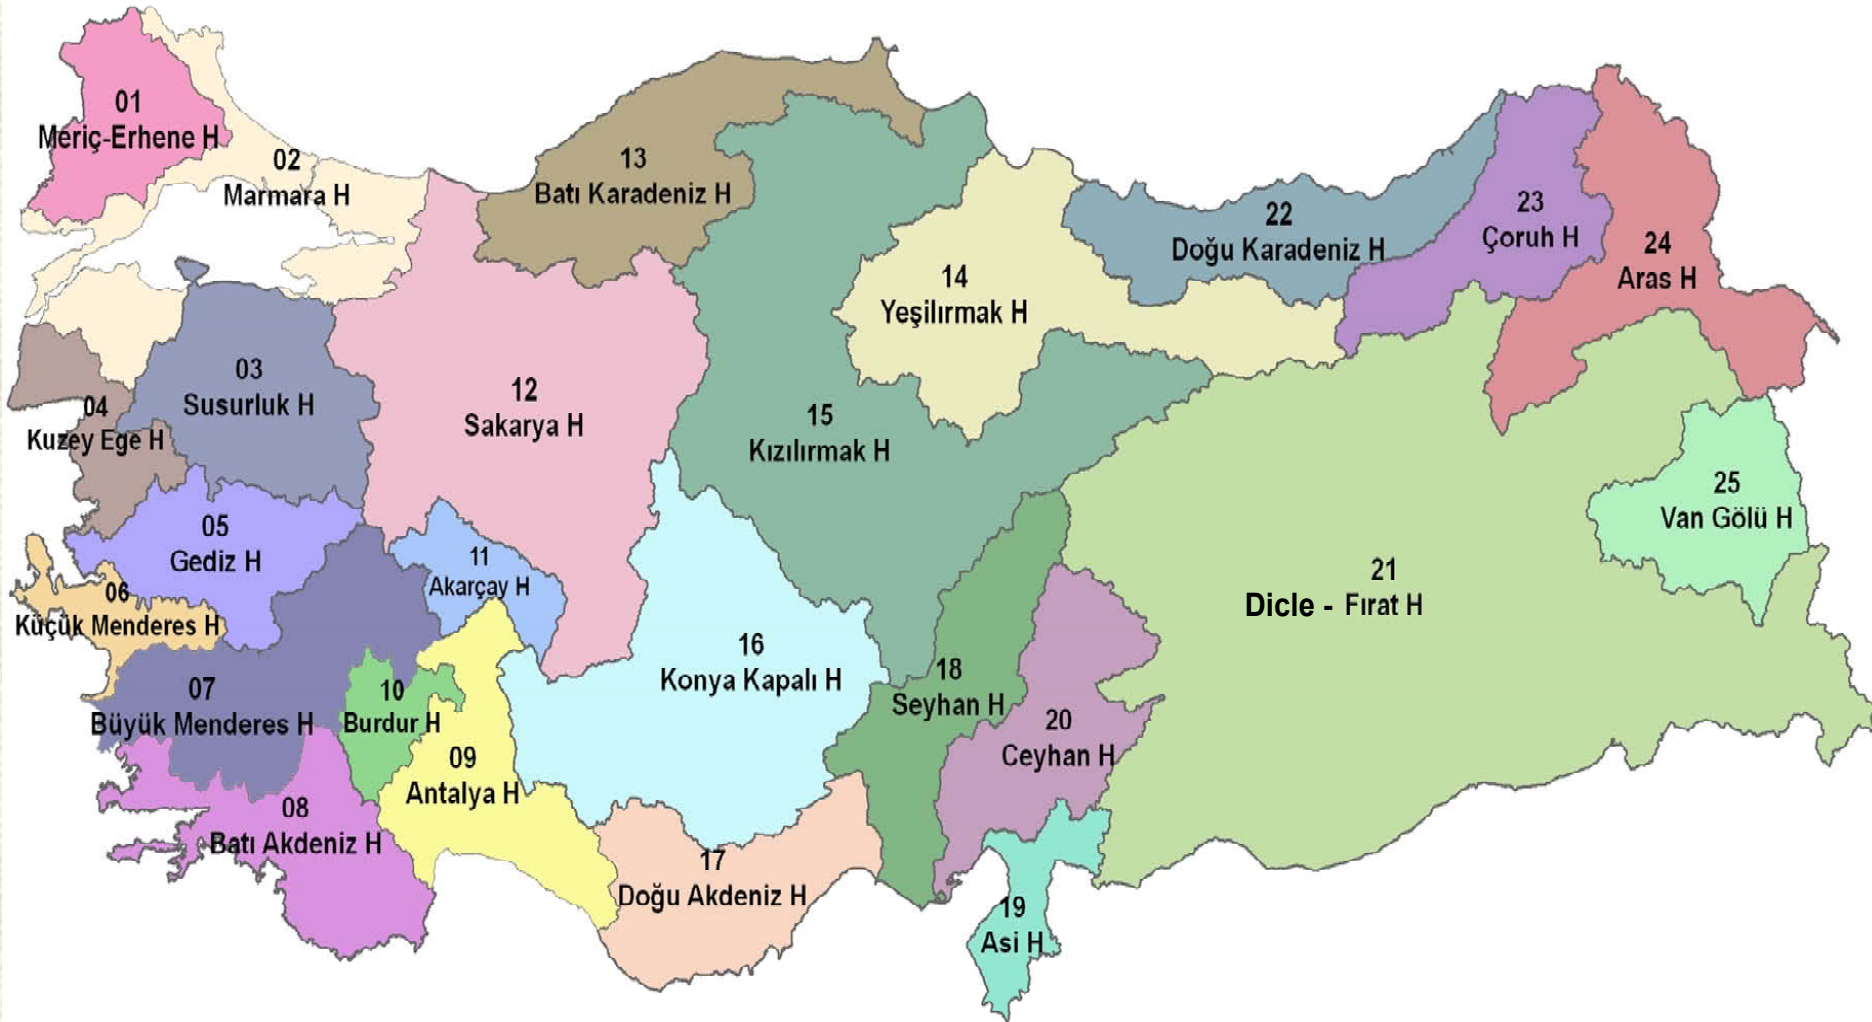 01
Meriç-Erhene H
02
Marmara H
03
Susurluk H
04
Kuzey Ege H
05
Gediz H
06
Küçük Menderes H
07
Büyük Menderes H
08
Batı Akdeniz H
09
Antalya H
10
Burdur H
11
Akarçay H
12
Sakarya H
13
Batı Karadeniz H
14
Yeşilırmak H
15
Kızılırmak H
16
Konya Kapalı H
17
Doğu Akdeniz H
18
Seyhan H
19
Asi H
20
Ceyhan H
21
Dicle - Fırat H
22
Doğu Karadeniz H
23
Çoruh H
24
Aras H
25
Van Gölü H